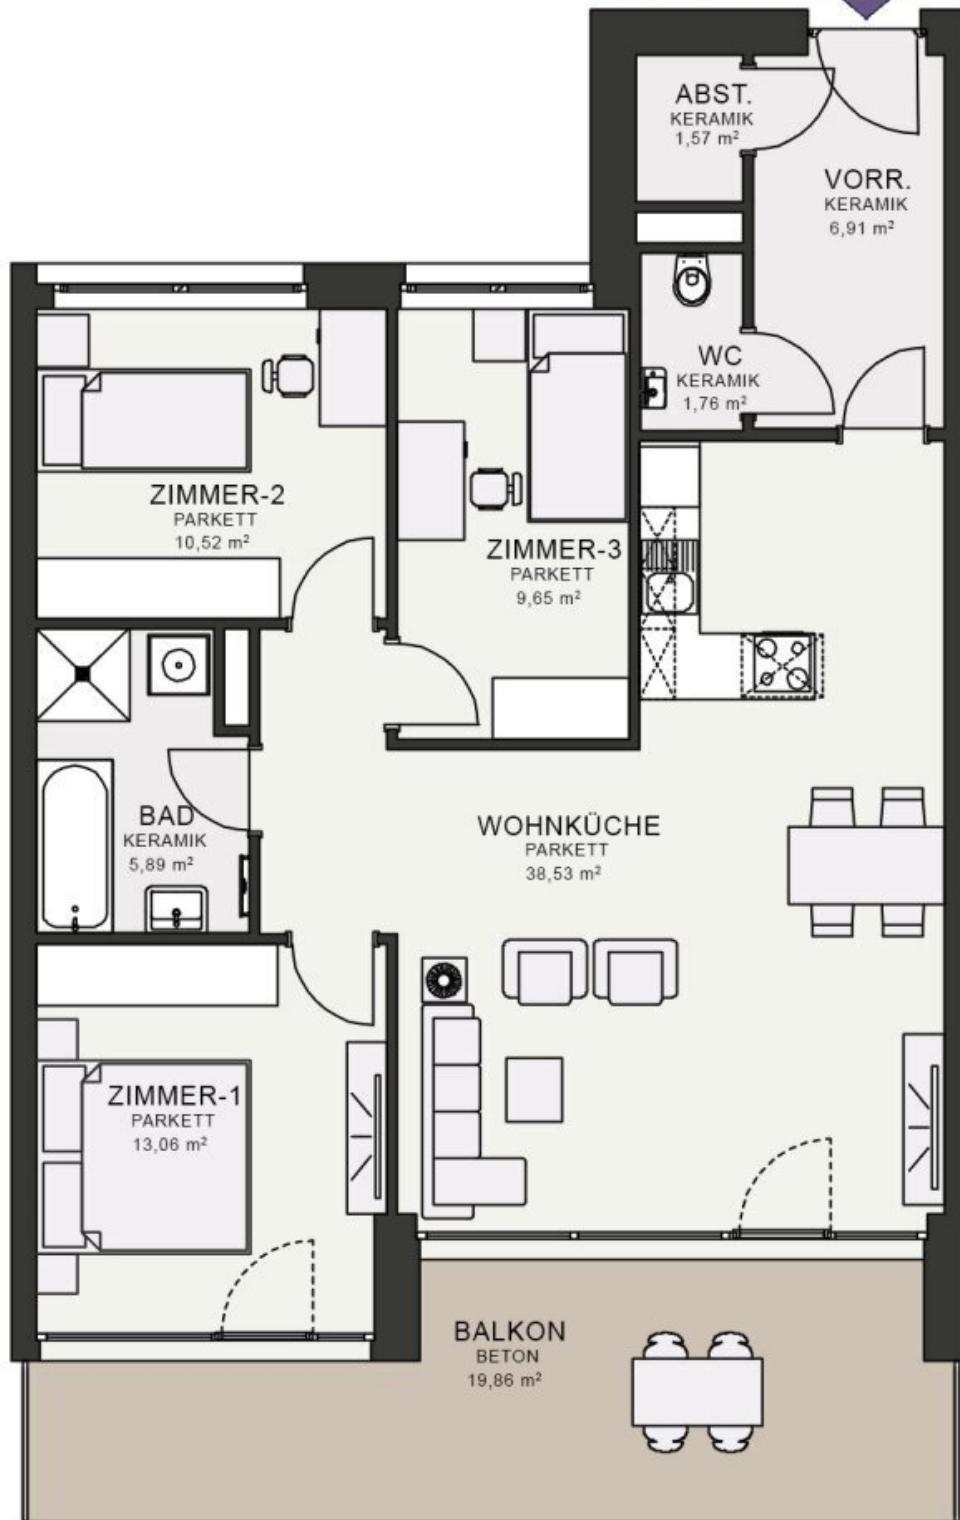 ABST.
KERAMIK
1,57 m²
VORR.
KERAMIK
6,91 m²
WC
KERAMIK
1,76 m²
ZIMMER-2
PARKETT
10,52 m²
ZIMMER-3
PARKETT
9,65 m²
BAD
KERAMIK
5,89 m²
WOHNKÜCHE
PARKETT
38,53 m²
ZIMMER-1
PARKETT
13,06 m²
BALKON
BETON
19,86 m²